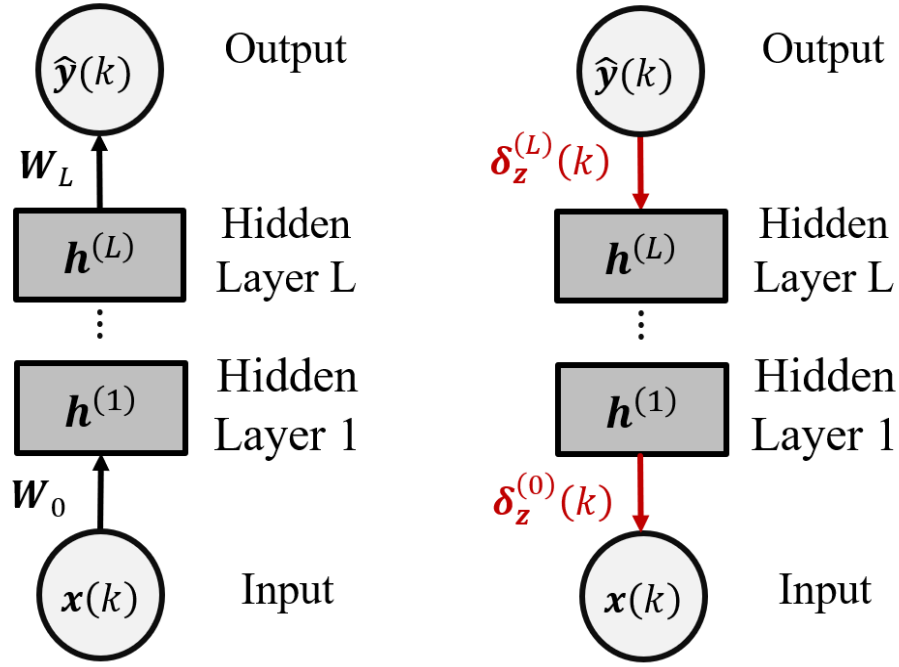 ŷ(k) Output
W_L
h^(L) Hidden Layer L
⋮
h^(1) Hidden Layer 1
W_0
x(k) Input
ŷ(k) Output
δ_z^(L)(k)
h^(L) Hidden Layer L
⋮
h^(1) Hidden Layer 1
δ_z^(0)(k)
x(k) Input